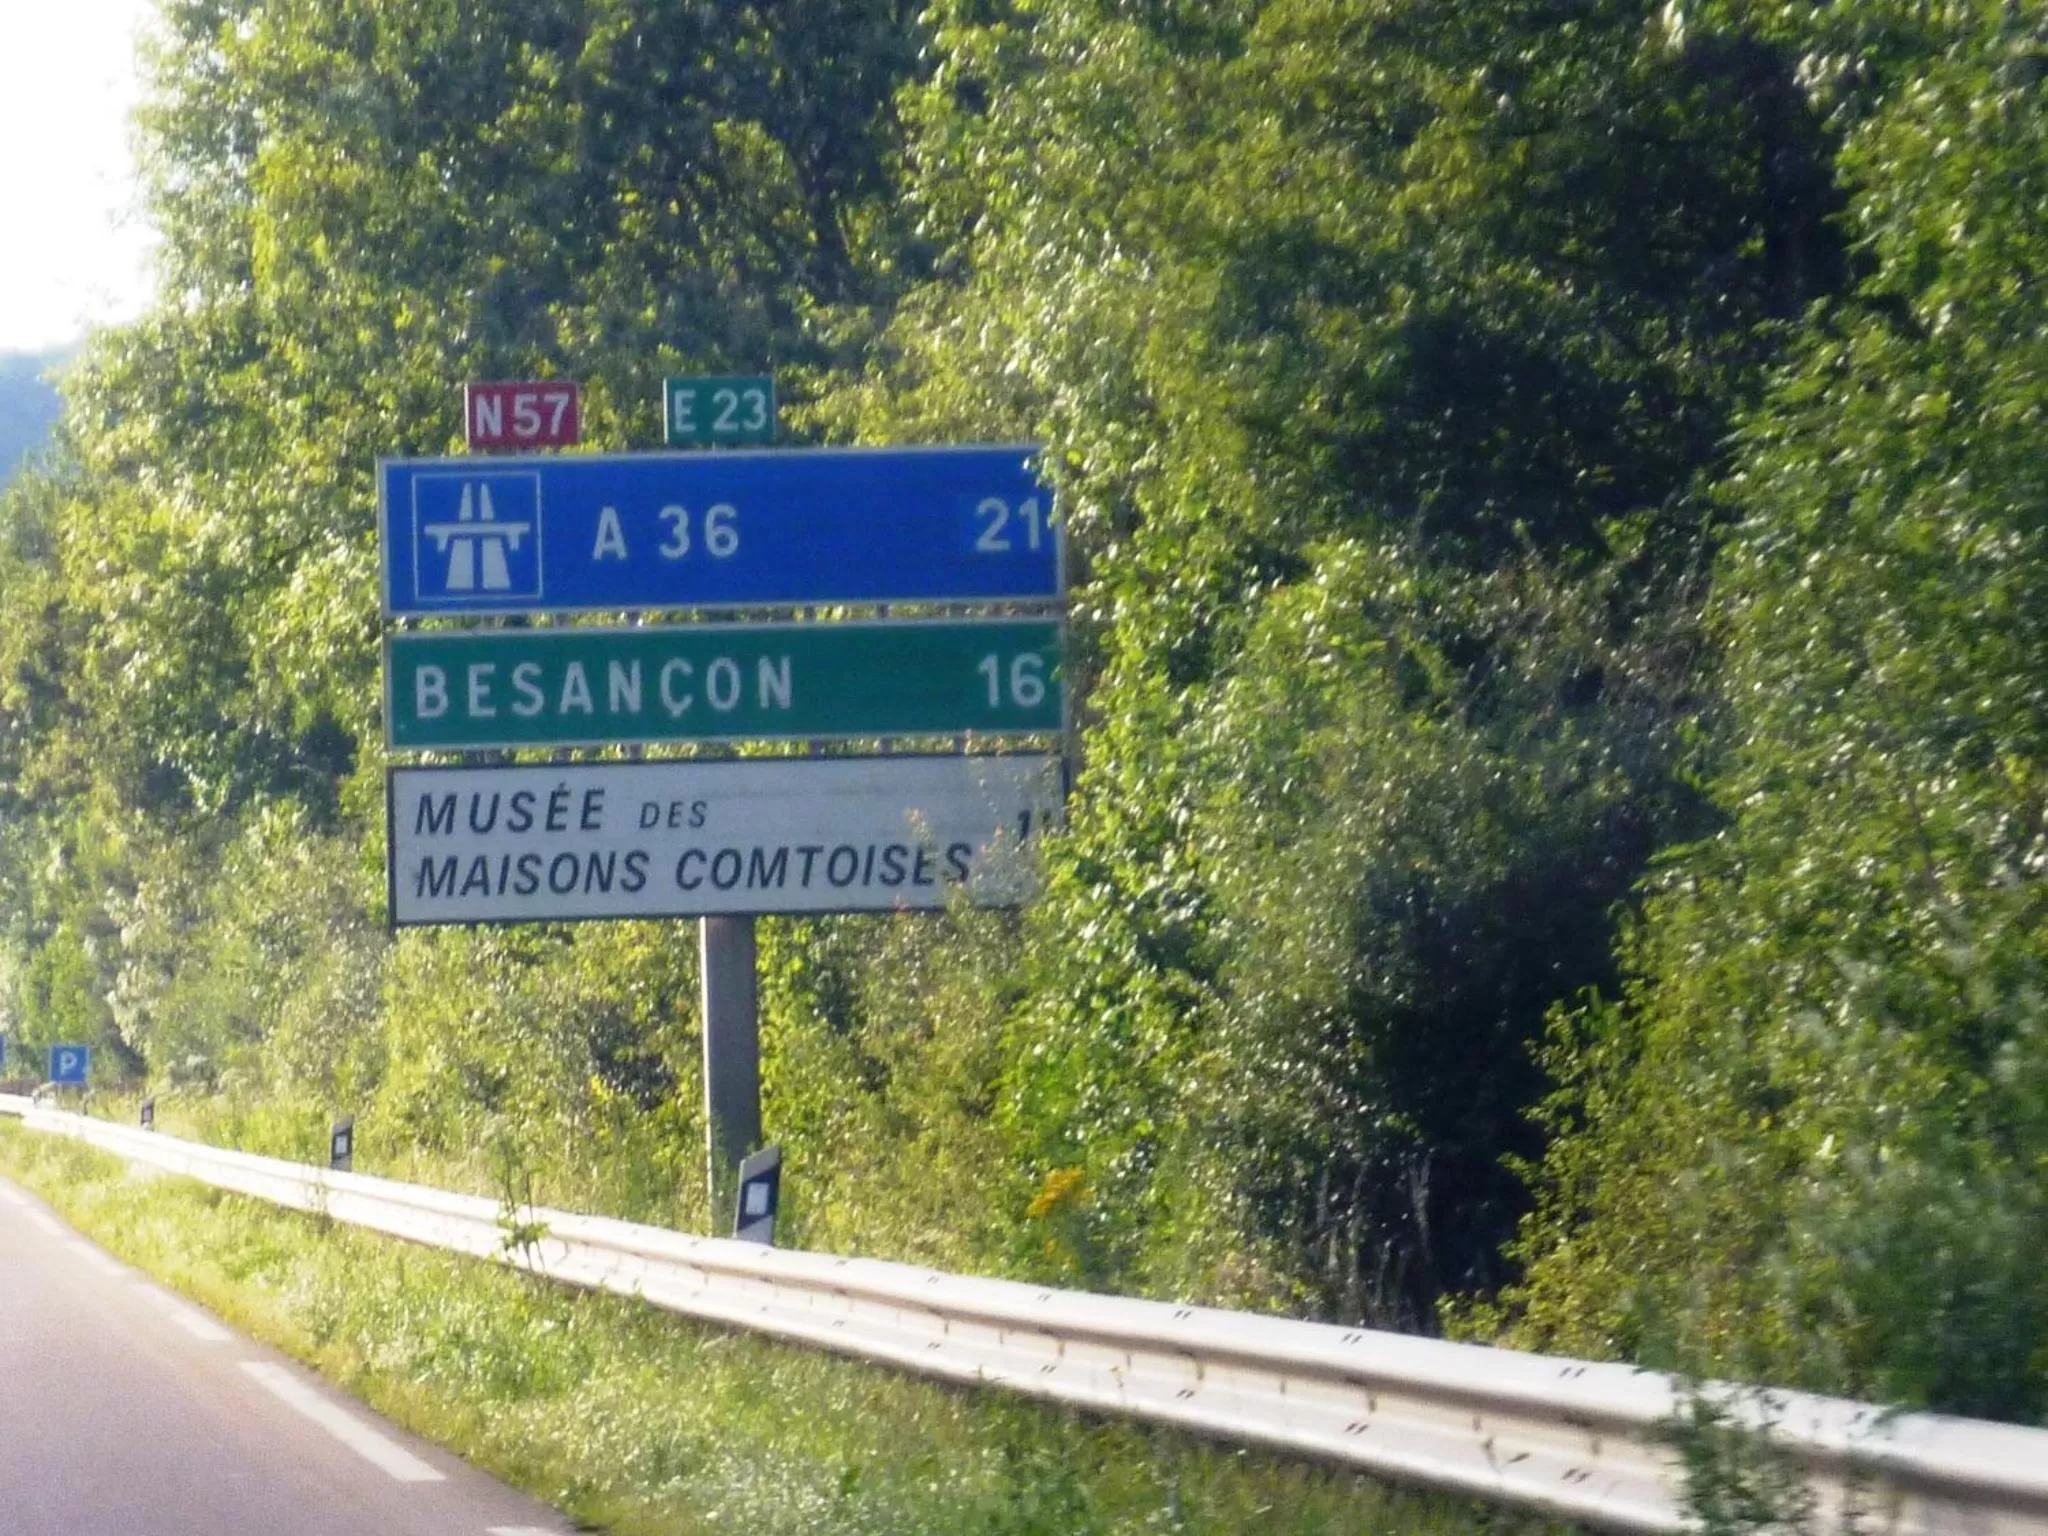 N57 E 23
A 36 21
BESANÇON 16
MUSÉE DES
MAISONS COMTOISES
P